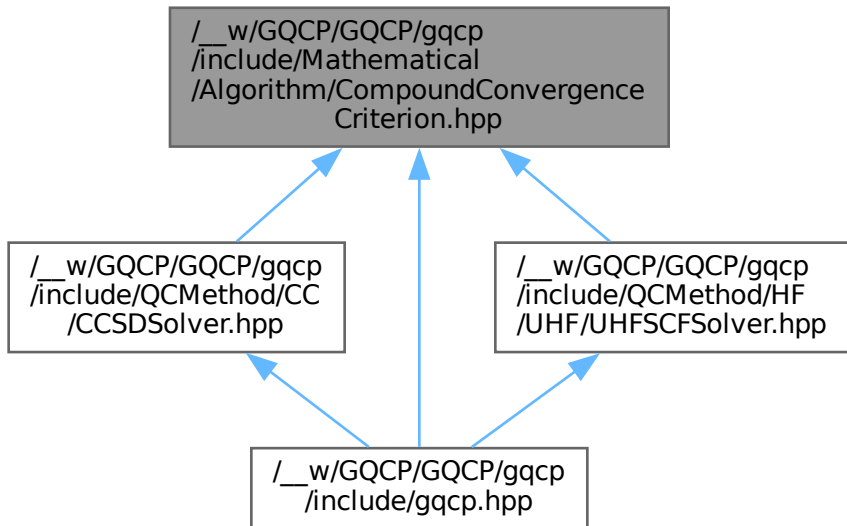 /__w/GQCP/GQCP/gqcp
/include/Mathematical
/Algorithm/CompoundConvergence
Criterion.hpp
/__w/GQCP/GQCP/gqcp
/include/QCMethod/CC
/CCSDSolver.hpp
/__w/GQCP/GQCP/gqcp
/include/QCMethod/HF
/UHF/UHFSCFSolver.hpp
/__w/GQCP/GQCP/gqcp
/include/gqcp.hpp